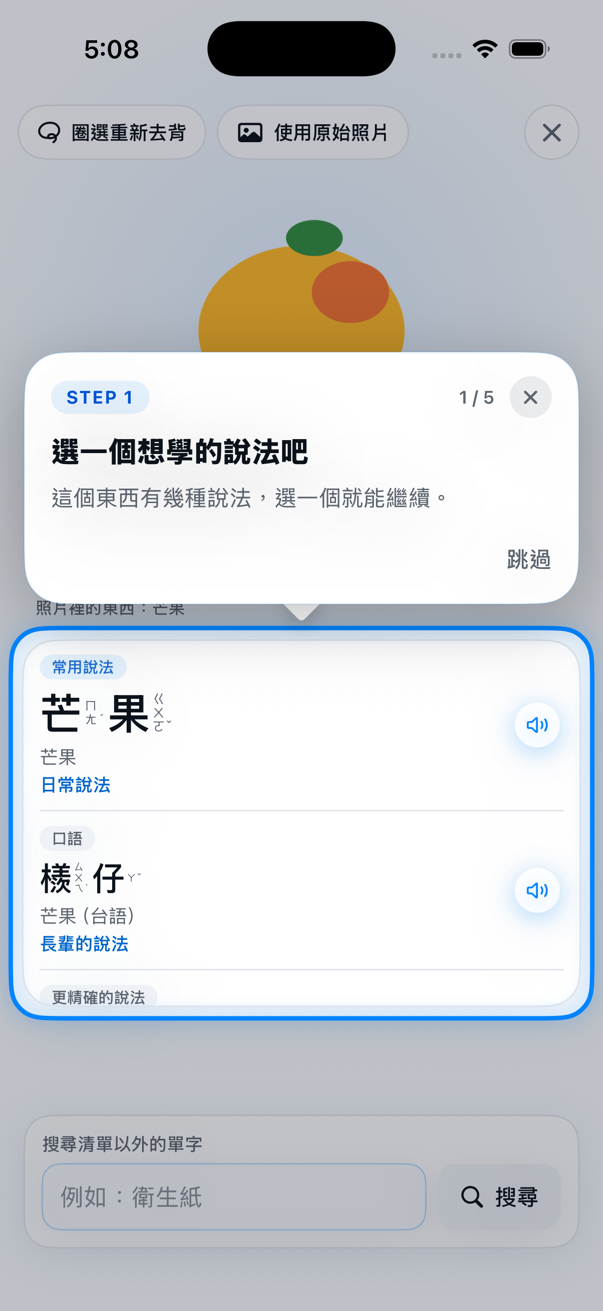 5:08
圈選重新去背
使用原始照片
STEP 1
1 / 5
選一個想學的說法吧
這個東西有幾種說法，選一個就能繼續。
跳過
照片裡的東西：芒果
常用說法
芒ㄇㄤˊ果ㄍㄨㄛˇ
芒果
日常說法
口語
檨ㄙㄨㄟ仔ㄚˋ
芒果 (台語)
長輩的說法
更精確的說法
搜尋清單以外的單字
例如：衛生紙
搜尋